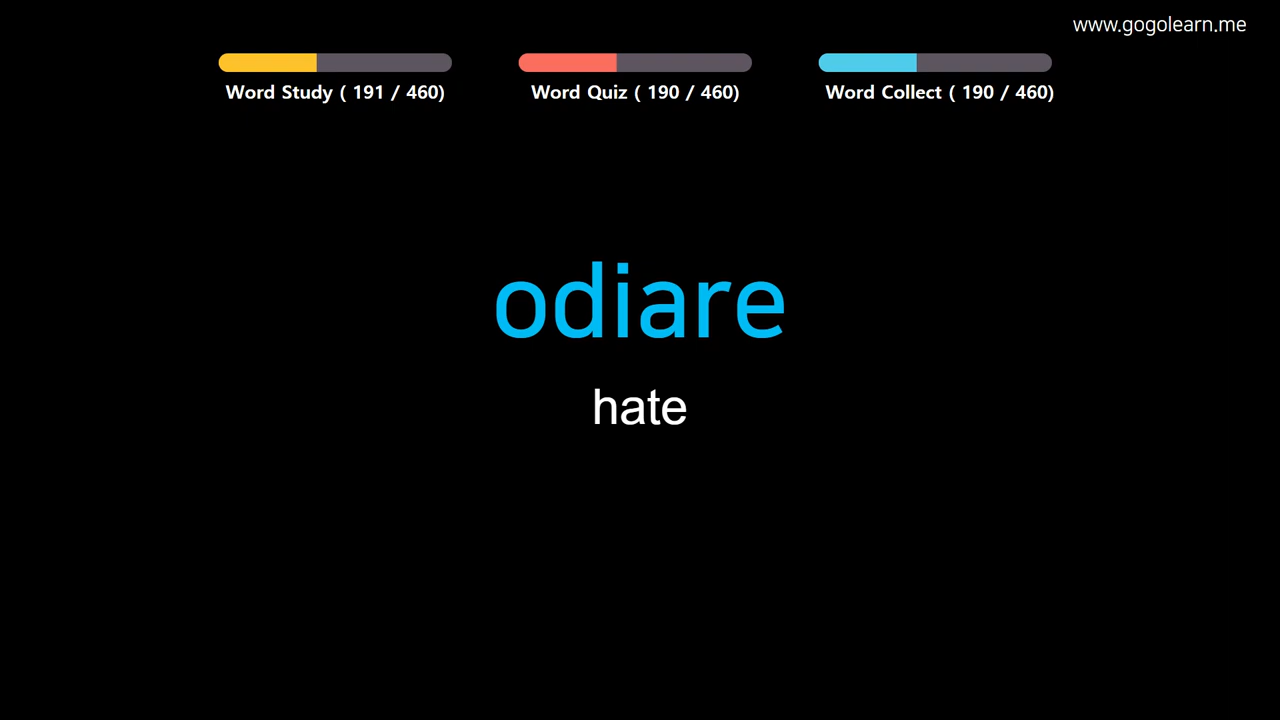 www.gogolearn.me
Word Study ( 191 / 460)
Word Quiz ( 190 / 460)
Word Collect ( 190 / 460)
odiare
hate